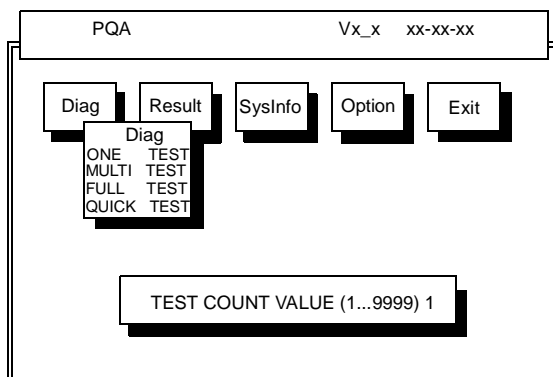 PQA Vx_x xx-xx-xx
Diag Result SysInfo Option Exit
Diag
ONE TEST
MULTI TEST
FULL TEST
QUICK TEST
TEST COUNT VALUE (1...9999) 1